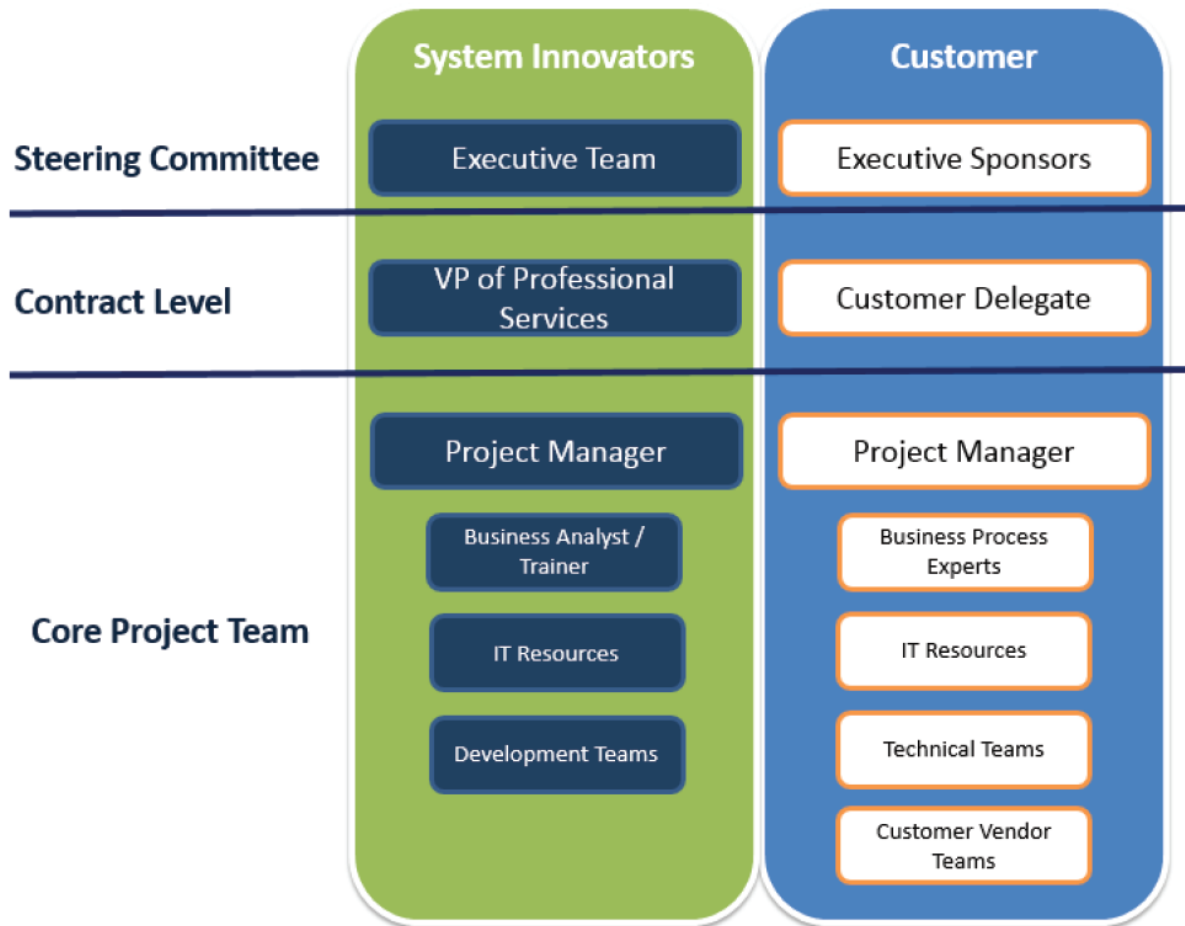 System Innovators
Customer
Steering Committee
Executive Team
Executive Sponsors
Contract Level
VP of Professional
Services
Customer Delegate
Project Manager
Project Manager
Business Analyst /
Trainer
Business Process
Experts
Core Project Team
IT Resources
IT Resources
Development Teams
Technical Teams
Customer Vendor
Teams